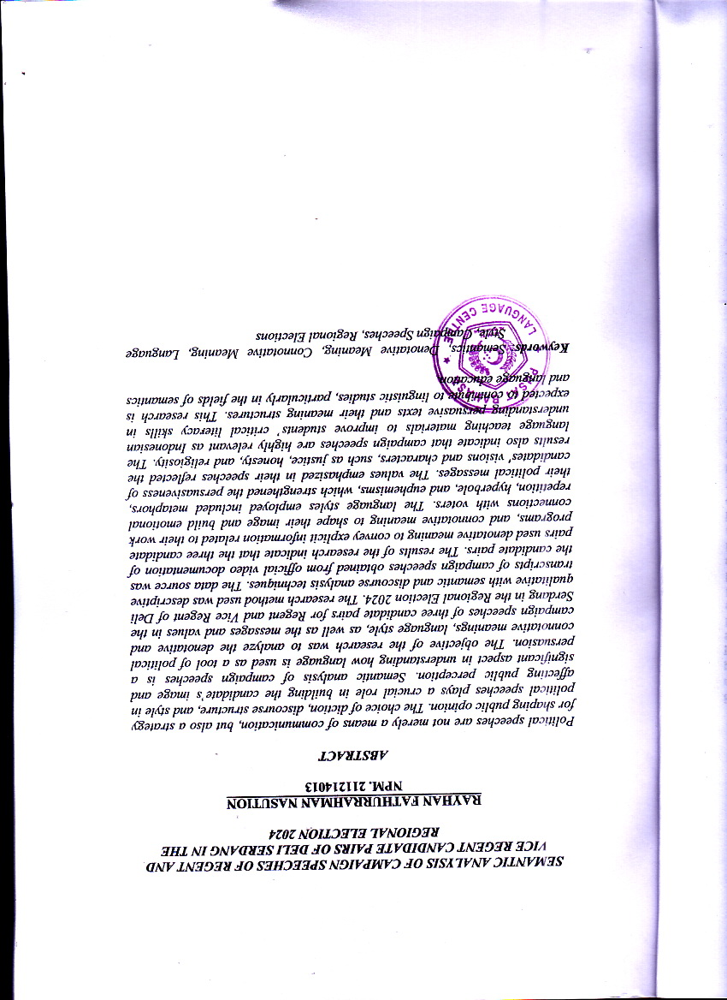 SEMANTIC ANALYSIS OF CAMPAIGN SPEECHES OF REGENT AND
VICE REGENT CANDIDATE PAIRS OF DELI SERDANG IN THE
REGIONAL ELECTION 2024
RAYHAN FATHURRAHMAN NASUTION
NPM. 211214013
ABSTRACT
Political speeches are not merely a means of communication, but also a strategy
for shaping public opinion. The choice of diction, discourse structure, and style in
political speeches plays a crucial role in building the candidate's image and
affecting public perception. Semantic analysis of campaign speeches is a
significant aspect in understanding how language is used as a tool of political
persuasion. The objective of the research was to analyze the denotative and
connotative meanings, language style, as well as the messages and values in the
campaign speeches of three candidate pairs for Regent and Vice Regent of Deli
Serdang in the Regional Election 2024. The research method used was descriptive
qualitative with semantic and discourse analysis techniques. The data source was
transcripts of campaign speeches obtained from official video documentation of
the candidate pairs. The results of the research indicate that the three candidate
pairs used denotative meaning to convey explicit information related to their work
programs, and connotative meaning to shape their image and build emotional
connections with voters. The language styles employed included metaphors,
repetition, hyperbole, and euphemisms, which strengthened the persuasiveness of
their political messages. The values emphasized in their speeches reflected the
candidates' visions and characters, such as justice, honesty, and religiosity. The
results also indicate that campaign speeches are highly relevant as Indonesian
language teaching materials to improve students' critical literacy skills in
understanding persuasive texts and their meaning structures. This research is
expected to contribute to linguistic studies, particularly in the fields of semantics
and language education
Keywords: Semantics, Denotative Meaning, Connotative Meaning, Language
Style, Campaign Speeches, Regional Elections
PUSAT BAHASA
LANGUAGE CENTRE